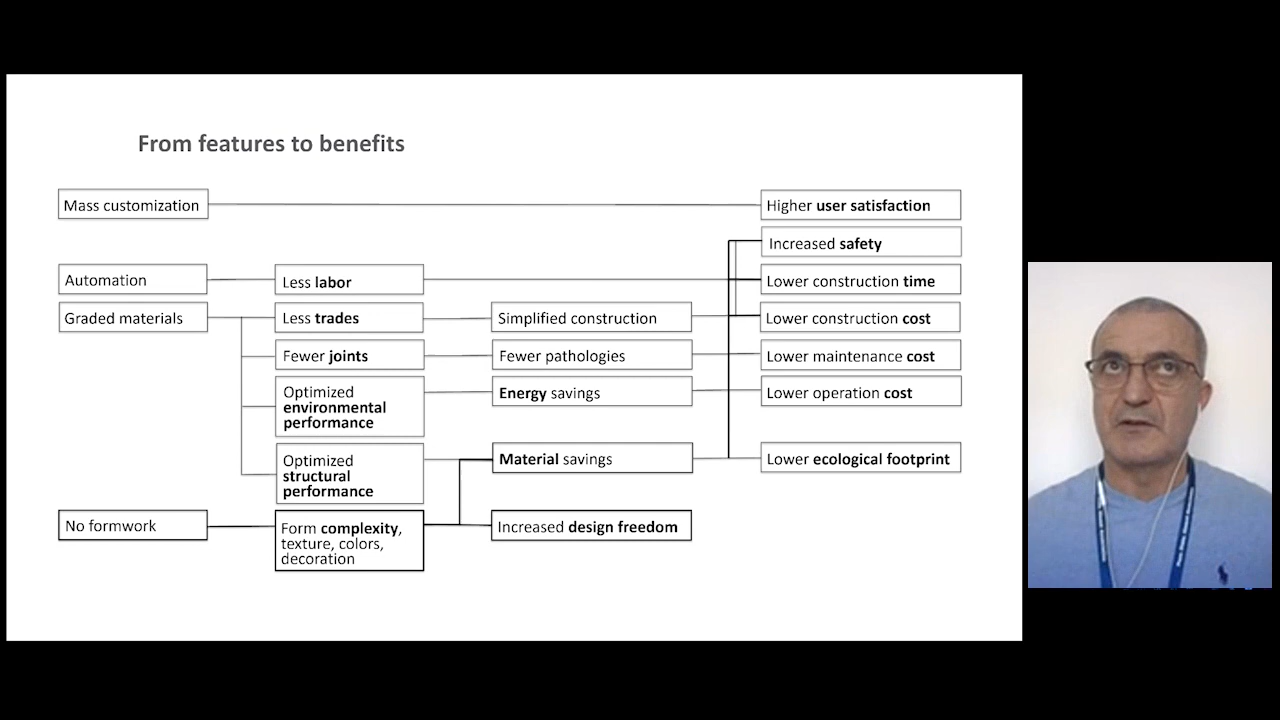 From features to benefits
Mass customization
Higher user satisfaction
Increased safety
Automation
Less labor
Lower construction time
Graded materials
Less trades
Simplified construction
Lower construction cost
Fewer joints
Fewer pathologies
Lower maintenance cost
Optimized
environmental
performance
Energy savings
Lower operation cost
Optimized
structural
performance
Material savings
Lower ecological footprint
No formwork
Form complexity,
texture, colors,
decoration
Increased design freedom